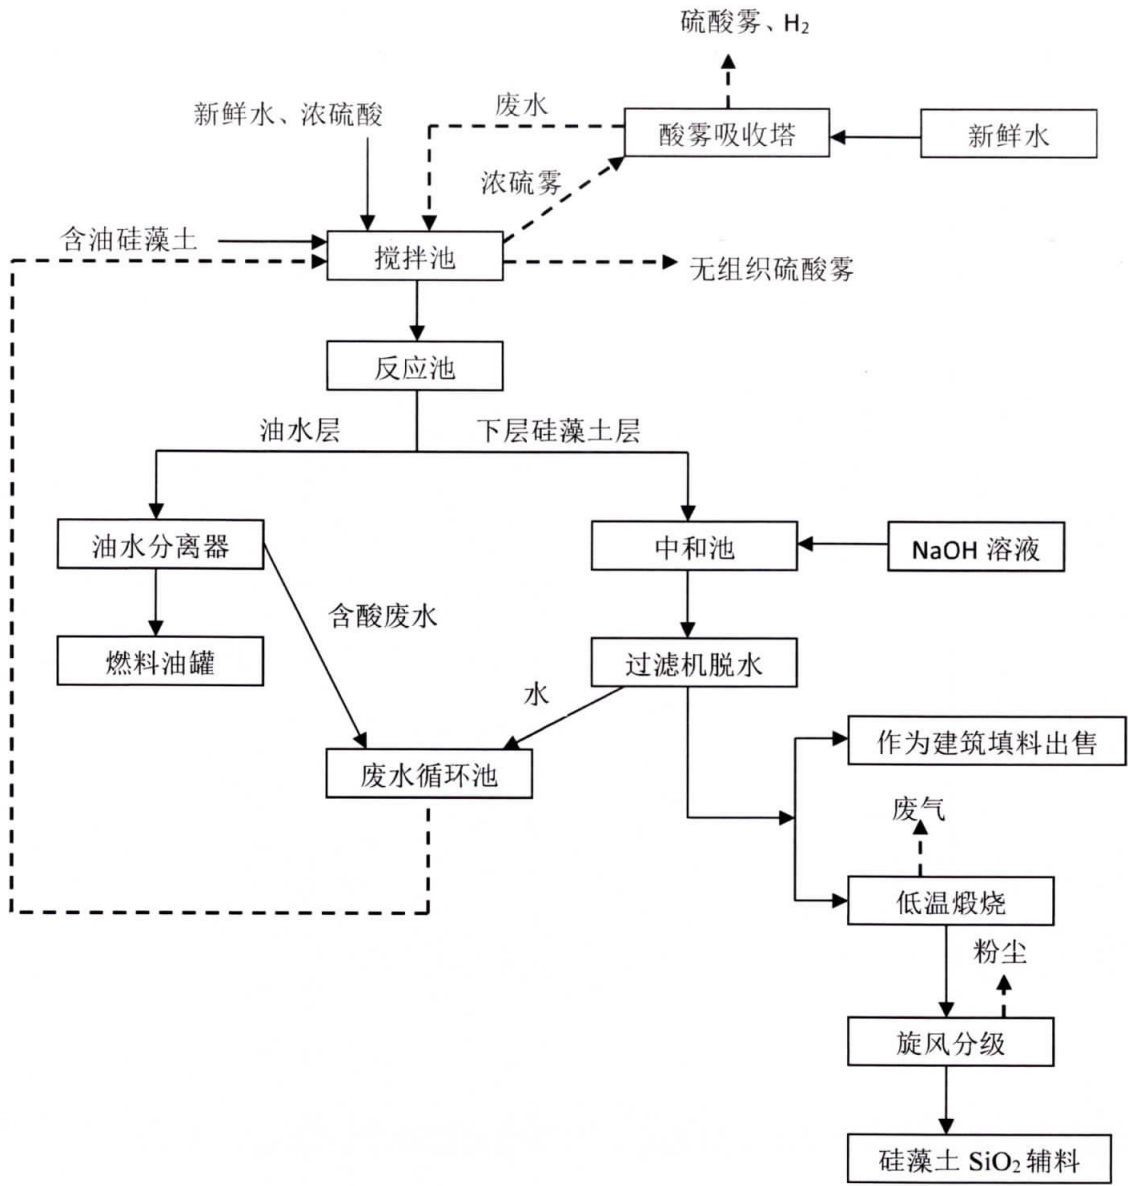 硫酸雾、H₂
新鲜水、浓硫酸
废水
酸雾吸收塔
新鲜水
浓硫雾
含油硅藻土
搅拌池
无组织硫酸雾
反应池
油水层
下层硅藻土层
油水分离器
中和池
NaOH 溶液
含酸废水
燃料油罐
过滤机脱水
水
废水循环池
作为建筑填料出售
废气
低温煅烧
粉尘
旋风分级
硅藻土 SiO₂ 辅料